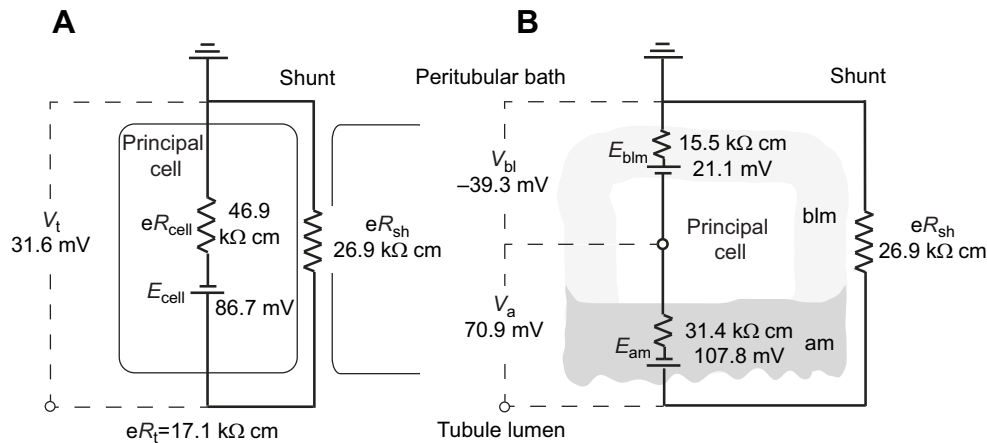 A
Shunt
Principal
cell
V_t
31.6 mV
eR_cell
46.9
kΩ cm
eR_sh
26.9 kΩ cm
E_cell
86.7 mV
eR_t=17.1 kΩ cm
B
Peritubular bath
Shunt
E_blm
15.5 kΩ cm
21.1 mV
V_bl
–39.3 mV
blm
Principal
cell
eR_sh
26.9 kΩ cm
V_a
70.9 mV
E_am
31.4 kΩ cm
107.8 mV
am
Tubule lumen